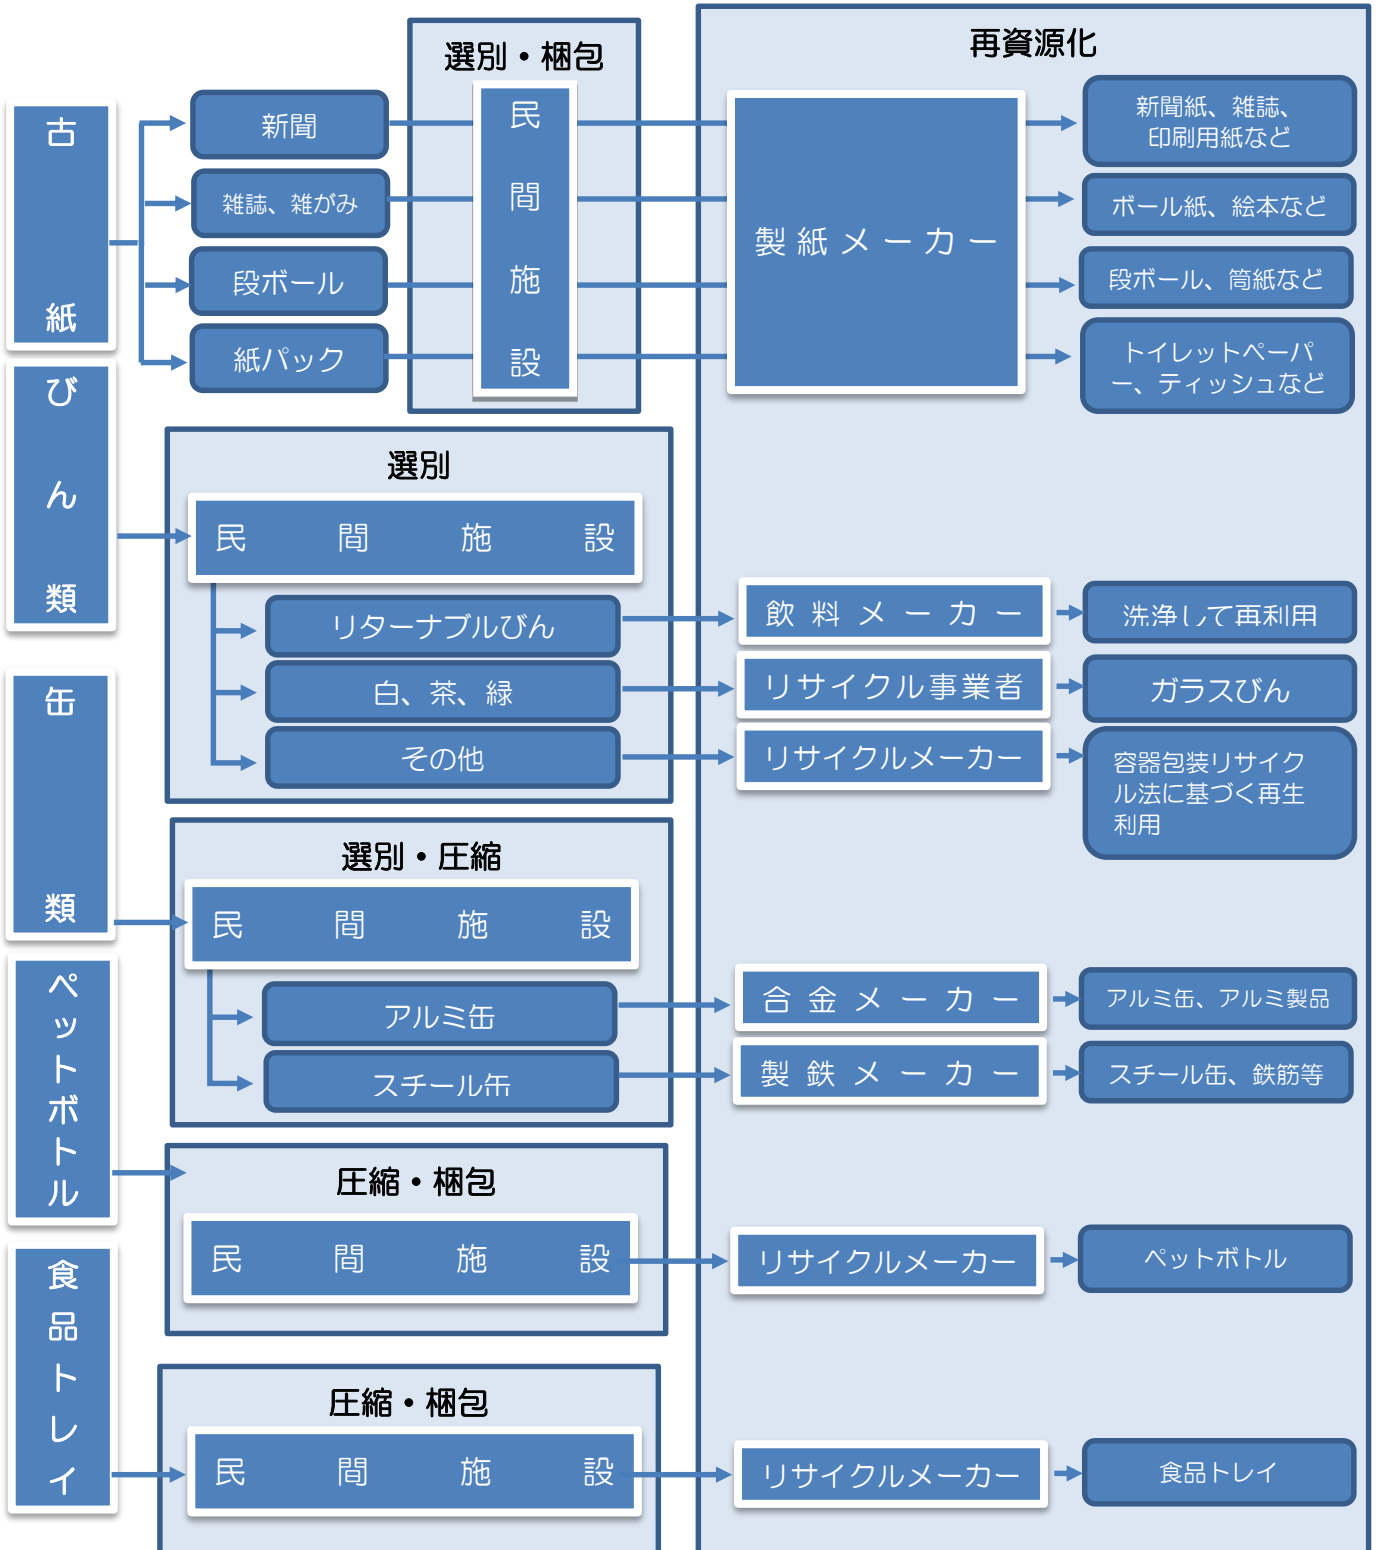 選別・梱包
再資源化
古紙
新聞
雑誌、雑がみ
段ボール
紙パック
民間施設
製紙メーカー
新聞紙、雑誌、
印刷用紙など
ボール紙、絵本など
段ボール、筒紙など
トイレットペーパ
ー、ティッシュなど
びん類
選別
民間施設
リターナブルびん
白、茶、緑
その他
飲料メーカー
リサイクル事業者
リサイクルメーカー
洗浄して再利用
ガラスびん
容器包装リサイク
ル法に基づく再生
利用
缶類
選別・圧縮
民間施設
アルミ缶
スチール缶
合金メーカー
製鉄メーカー
アルミ缶、アルミ製品
スチール缶、鉄筋等
ペットボトル
圧縮・梱包
民間施設
リサイクルメーカー
ペットボトル
食品トレイ
圧縮・梱包
民間施設
リサイクルメーカー
食品トレイ